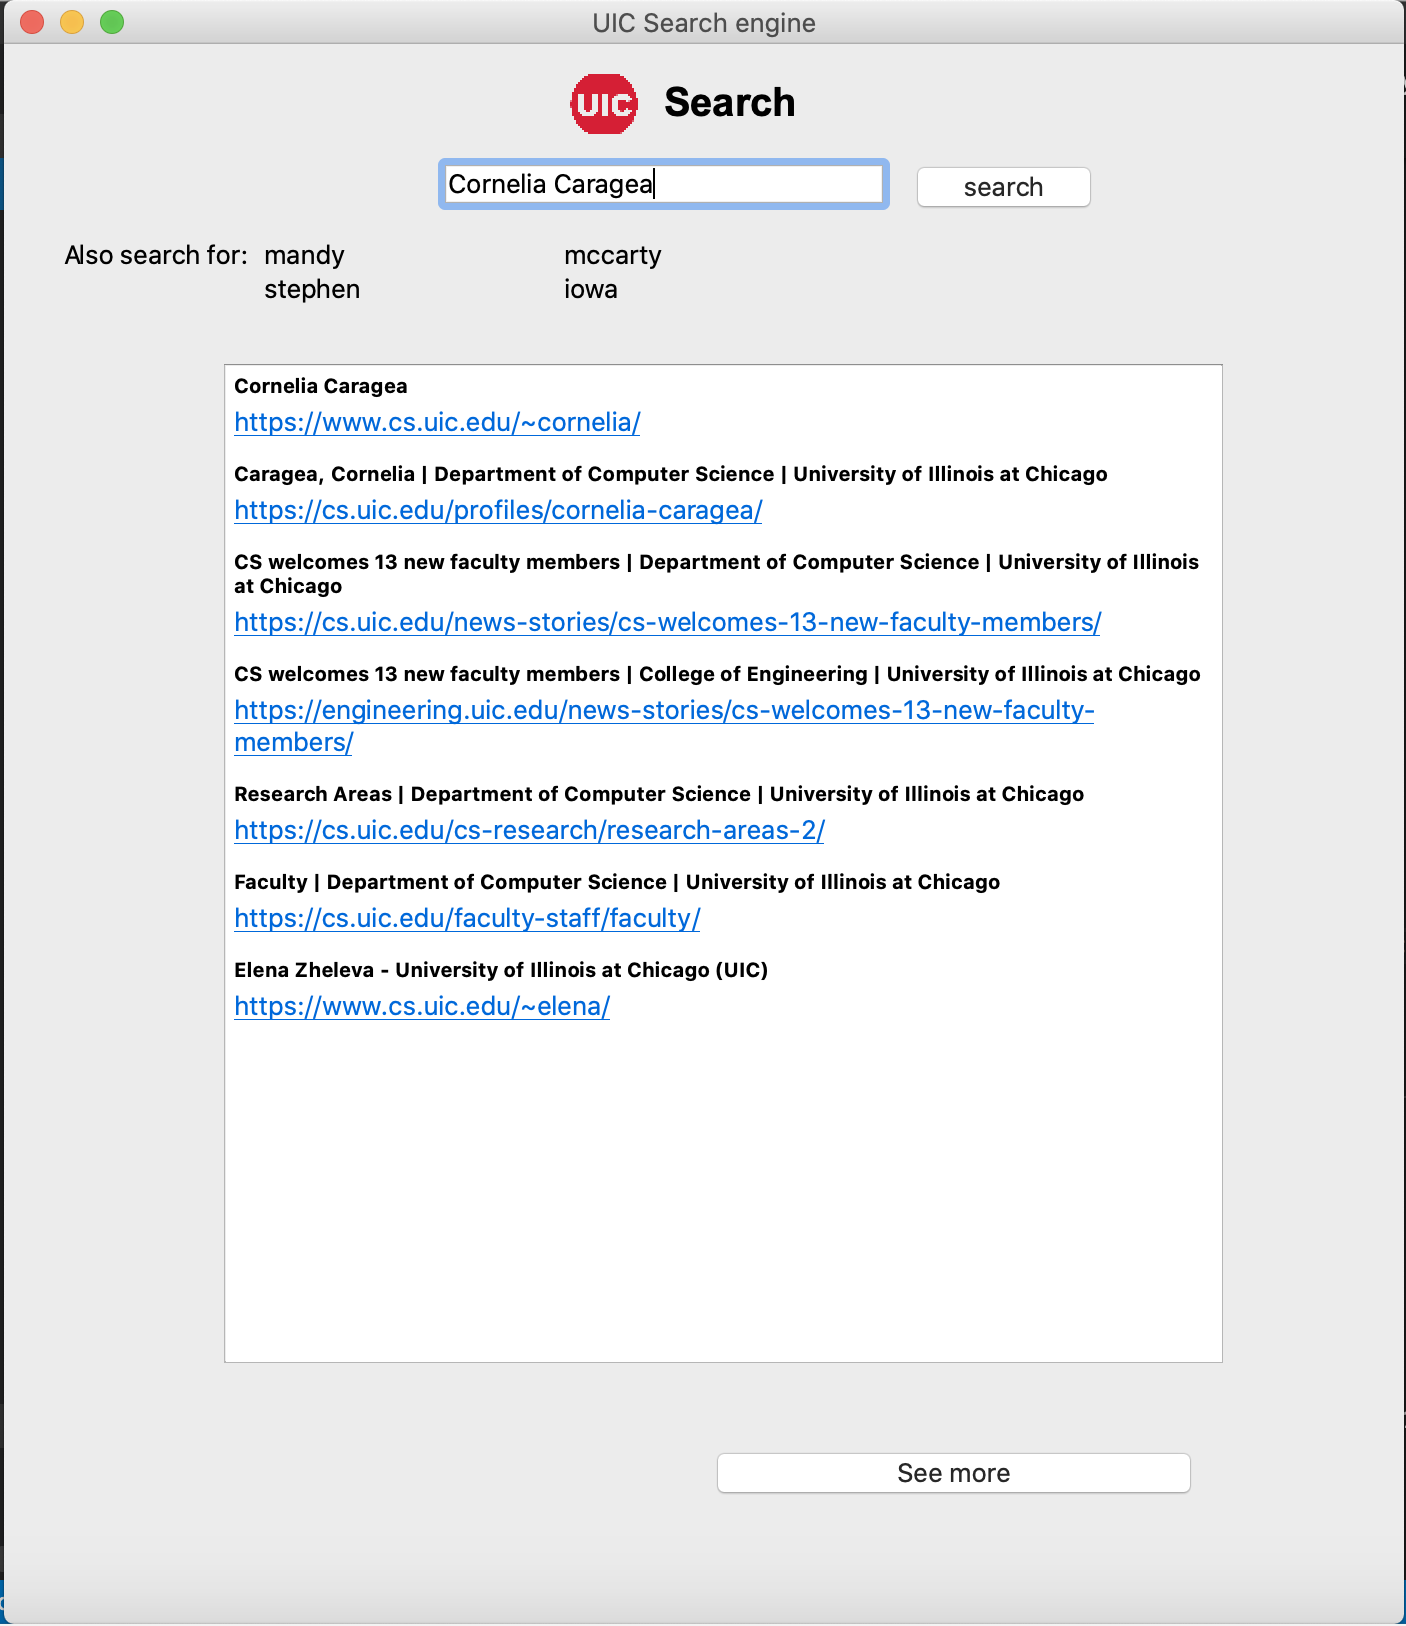 UIC Search engine
UIC Search
Cornelia Caragea search
Also search for: mandy mccarty
stephen iowa
Cornelia Caragea
https://www.cs.uic.edu/~cornelia/
Caragea, Cornelia | Department of Computer Science | University of Illinois at Chicago
https://cs.uic.edu/profiles/cornelia-caragea/
CS welcomes 13 new faculty members | Department of Computer Science | University of Illinois
at Chicago
https://cs.uic.edu/news-stories/cs-welcomes-13-new-faculty-members/
CS welcomes 13 new faculty members | College of Engineering | University of Illinois at Chicago
https://engineering.uic.edu/news-stories/cs-welcomes-13-new-faculty-
members/
Research Areas | Department of Computer Science | University of Illinois at Chicago
https://cs.uic.edu/cs-research/research-areas-2/
Faculty | Department of Computer Science | University of Illinois at Chicago
https://cs.uic.edu/faculty-staff/faculty/
Elena Zheleva - University of Illinois at Chicago (UIC)
https://www.cs.uic.edu/~elena/
See more